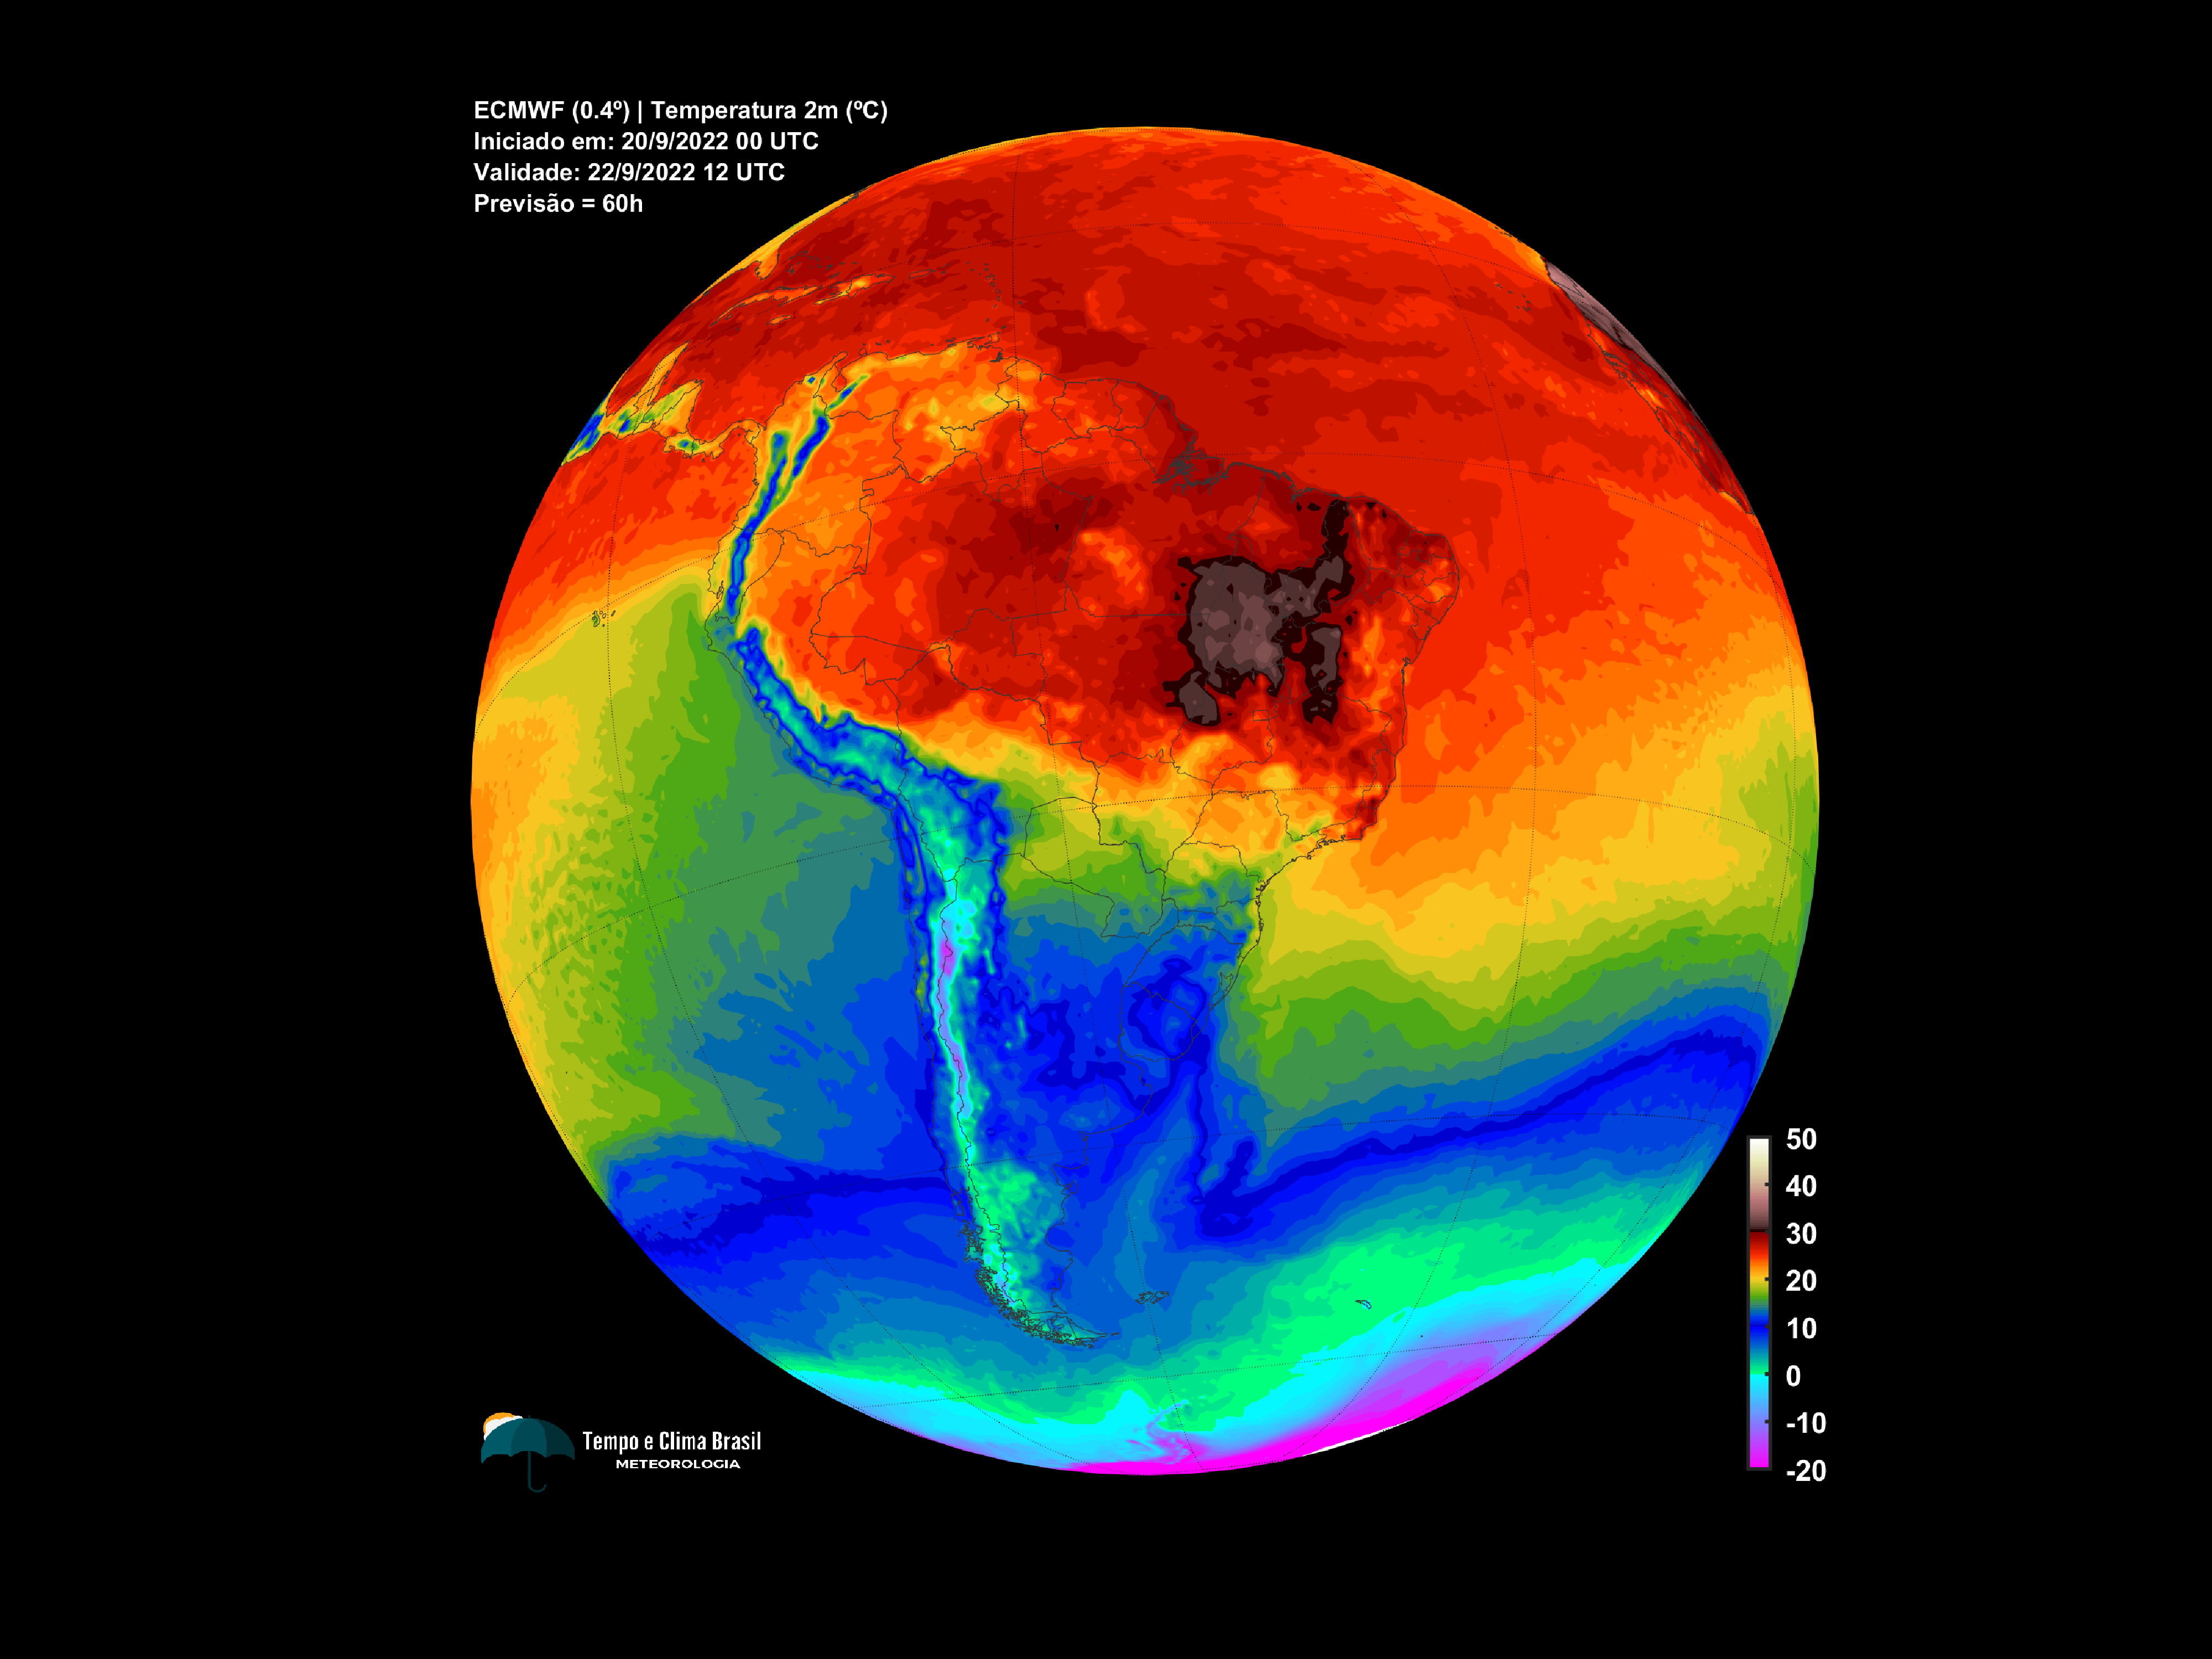 ECMWF (0.4º) | Temperatura 2m (ºC)
Iniciado em: 20/9/2022 00 UTC
Validade: 22/9/2022 12 UTC
Previsão = 60h
50
40
30
20
10
0
-10
-20
Tempo e Clima Brasil
METEOROLOGIA